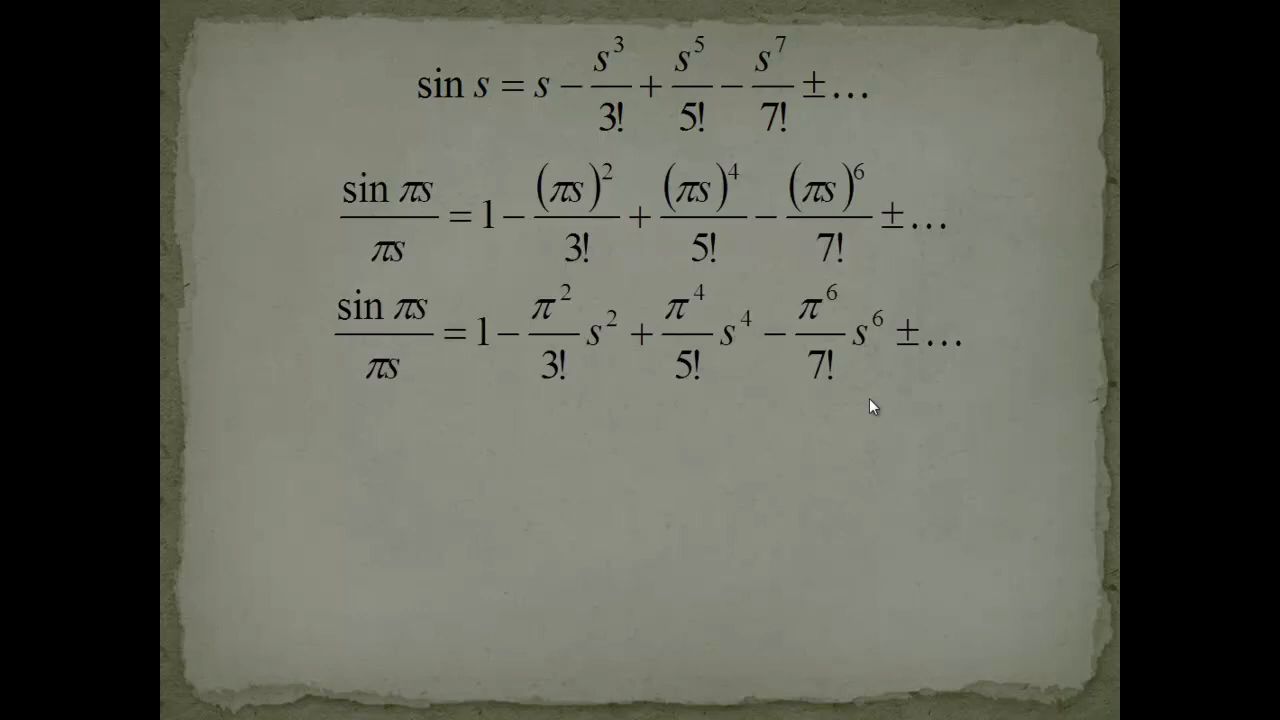 sin s = s − s³/3! + s⁵/5! − s⁷/7! ± …
sin πs/πs = 1 − (πs)²/3! + (πs)⁴/5! − (πs)⁶/7! ± …
sin πs/πs = 1 − π²/3! s² + π⁴/5! s⁴ − π⁶/7! s⁶ ± …